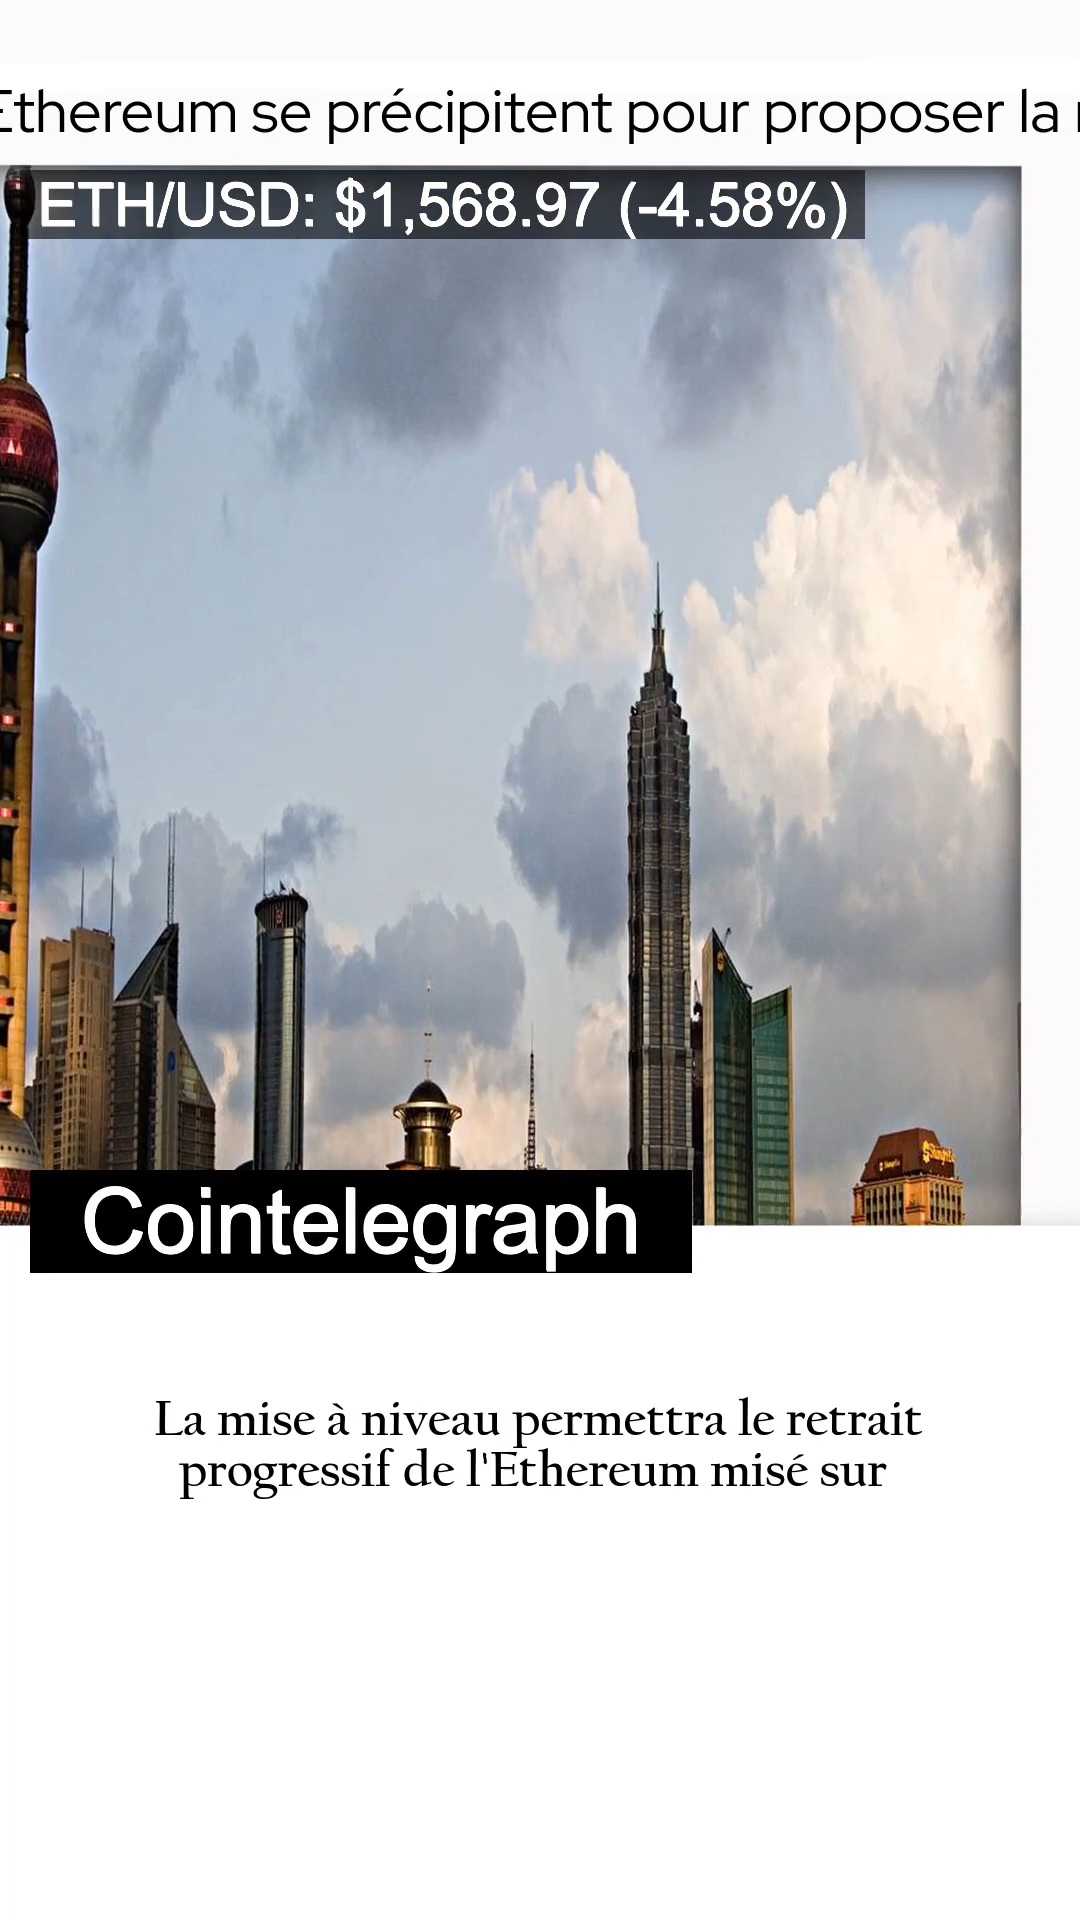 Ethereum se précipitent pour proposer la
ETH/USD: $1,568.97 (-4.58%)
Cointelegraph
La mise à niveau permettra le retrait
progressif de l'Ethereum misé sur